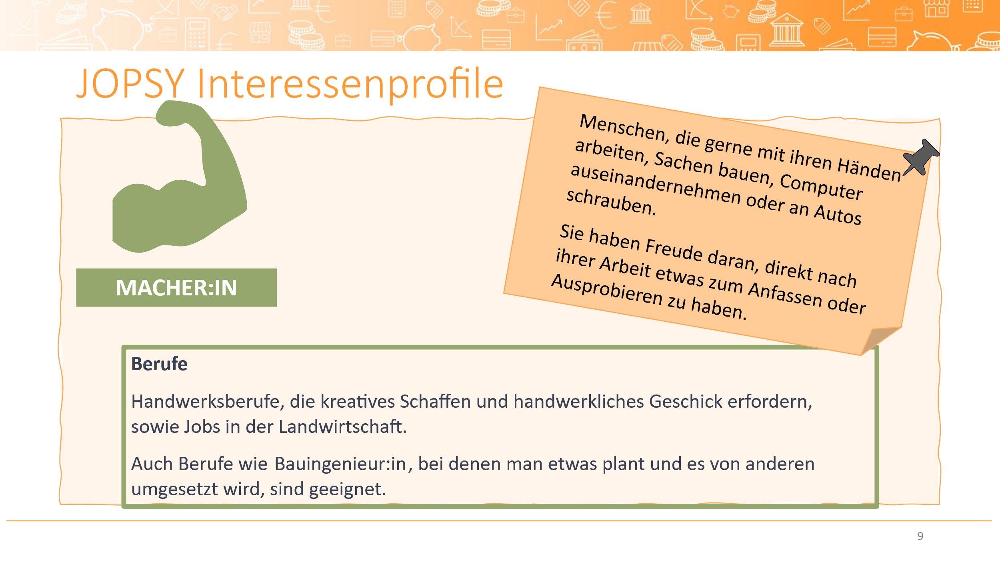 JOPSY Interessenprofile
Menschen, die gerne mit ihren Händen
arbeiten, Sachen bauen, Computer
auseinandernehmen oder an Autos
schrauben.
Sie haben Freude daran, direkt nach
ihrer Arbeit etwas zum Anfassen oder
Ausprobieren zu haben.
MACHER:IN
Berufe
Handwerksberufe, die kreatives Schaffen und handwerkliches Geschick erfordern,
sowie Jobs in der Landwirtschaft.
Auch Berufe wie Bauingenieur:in, bei denen man etwas plant und es von anderen
umgesetzt wird, sind geeignet.
9